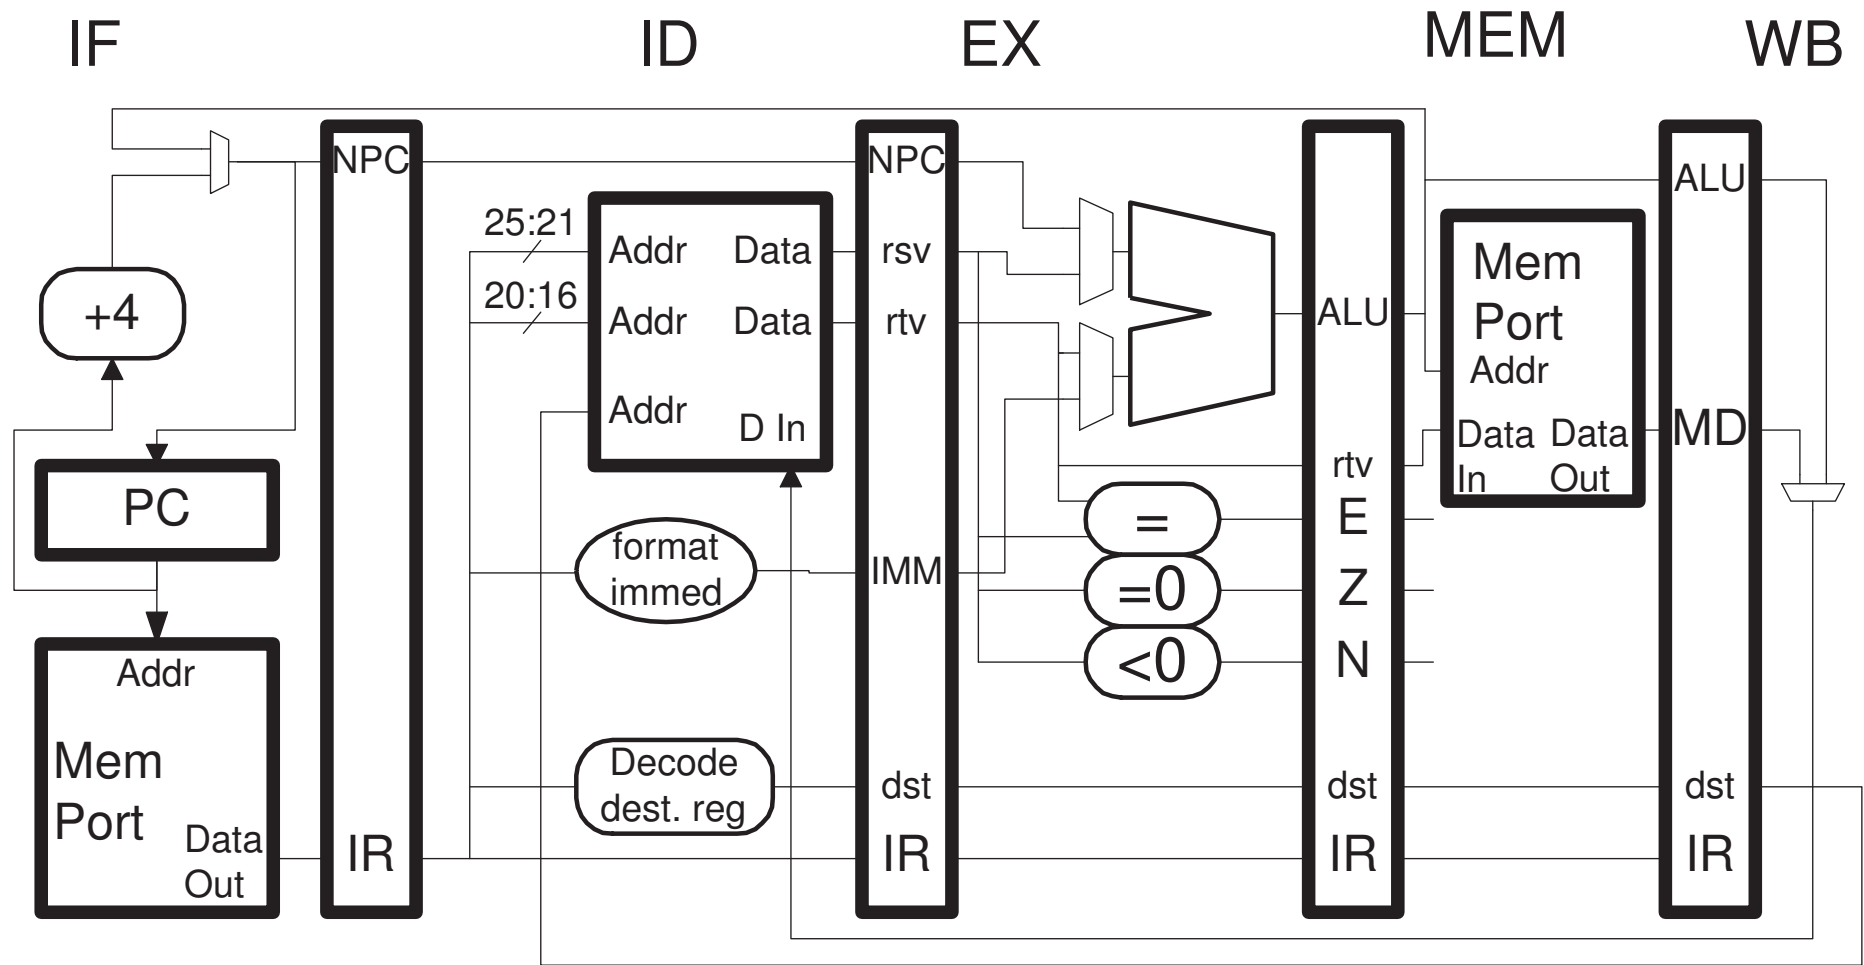 IF
ID
EX
MEM
WB
+4
PC
Addr
Mem
Port
Data
Out
NPC
IR
25:21
20:16
Addr
Data
Addr
Data
Addr
D In
format
immed
Decode
dest. reg
NPC
rsv
rtv
IMM
dst
IR
=
=0
<0
ALU
rtv
E
Z
N
dst
IR
Mem
Port
Addr
Data
In
Data
Out
ALU
MD
dst
IR